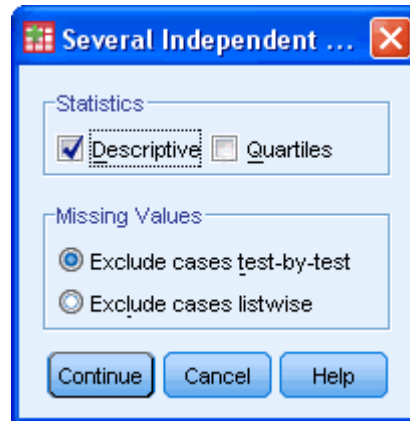 Several Independent ...
Statistics
Descriptive Quartiles
Missing Values
Exclude cases test-by-test
Exclude cases listwise
Continue Cancel Help